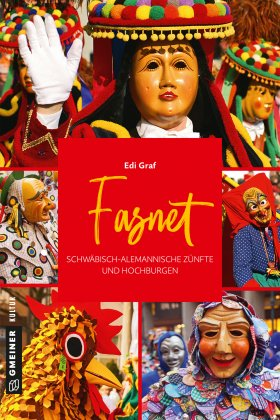 Edi Graf
Fasnet
SCHWÄBISCH-ALEMANNISCHE ZÜNFTE
UND HOCHBURGEN
GMEINER KULTUR